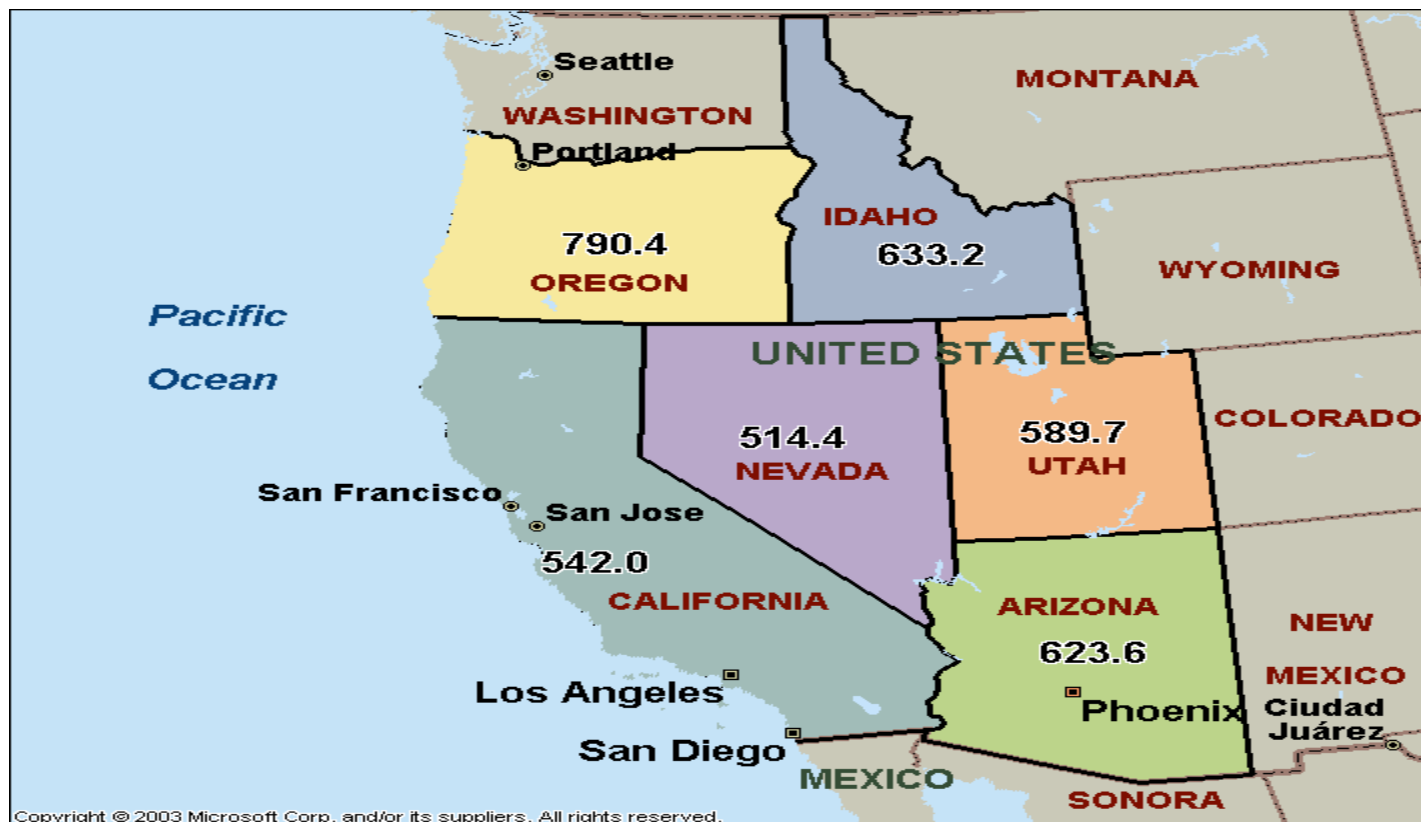 Seattle
MONTANA
WASHINGTON
Portland
IDAHO
790.4
633.2
OREGON
WYOMING
Pacific
Ocean
UNITED STATES
COLORADO
514.4
589.7
NEVADA
UTAH
San Francisco
San Jose
542.0
CALIFORNIA
ARIZONA
NEW
MEXICO
623.6
Los Angeles
Phoenix
Ciudad
Juárez
San Diego
MEXICO
SONORA
Copyright © 2003 Microsoft Corp. and/or its suppliers. All rights reserved.